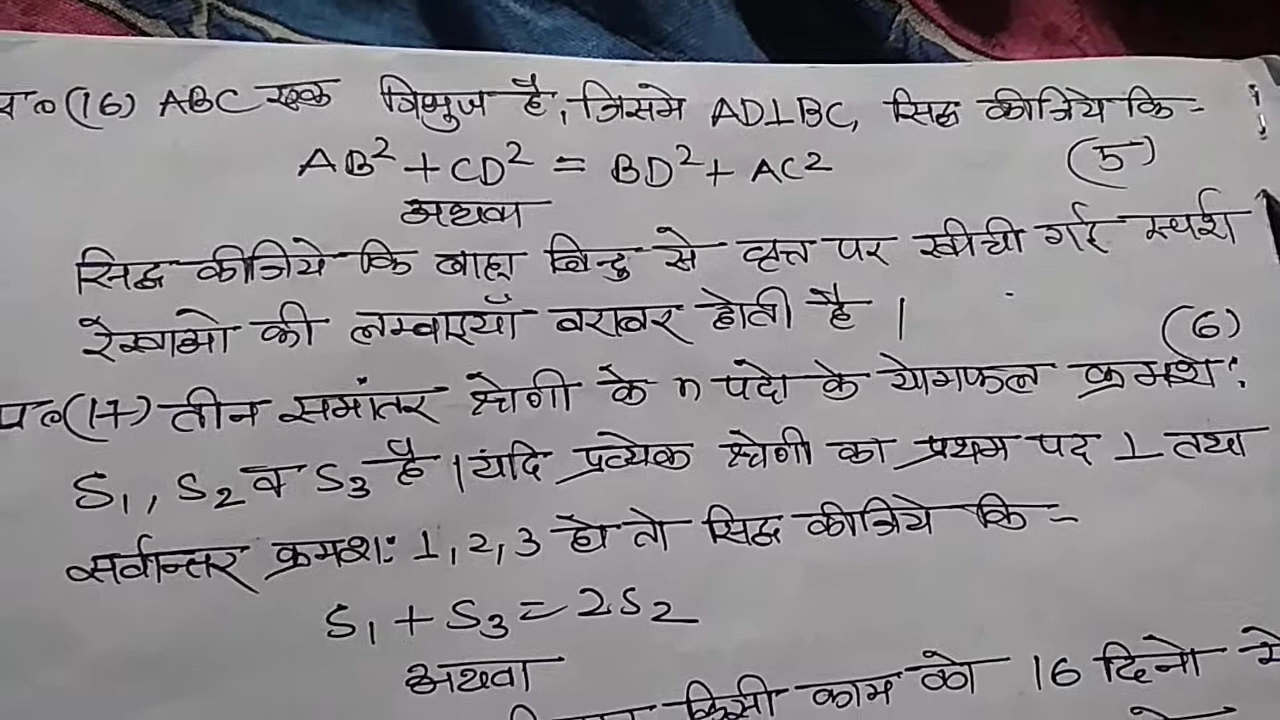 प्र०(16) ABC एक त्रिभुज है, जिसमे AD⊥BC, सिद्ध कीजिये कि -
AB² + CD² = BD² + AC² (5)
अथवा
सिद्ध कीजिये कि बाह्य बिन्दु से वृत्त पर खीची गई स्पर्श
रेखाओ की लम्बाइयाँ बराबर होती है |
(6)
प्र०(17) तीन समांतर श्रेणी के n पदो के योगफल क्रमश:
S₁, S₂ व S₃ है | यदि प्रत्येक श्रेणी का प्रथम पद 1 तथा
सर्वान्तर क्रमश: 1, 2, 3 हो तो सिद्ध कीजिये कि -
S₁ + S₃ = 2S₂
अथवा
किसी काम को 16 दिनो मे